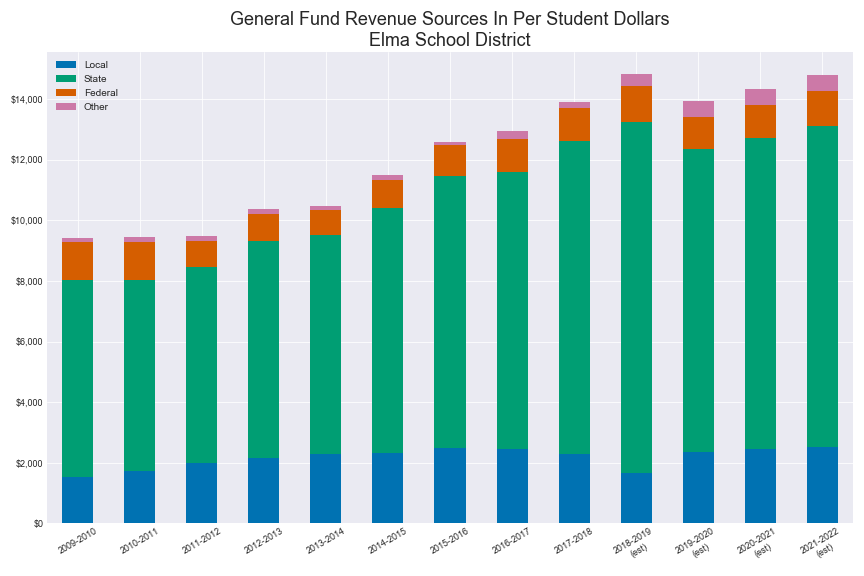 General Fund Revenue Sources In Per Student Dollars
Elma School District
Local
State
Federal
Other
$14,000
$12,000
$10,000
$8,000
$6,000
$4,000
$2,000
$0
2009-2010
2010-2011
2011-2012
2012-2013
2013-2014
2014-2015
2015-2016
2016-2017
2017-2018
2018-2019
(est)
2019-2020
(est)
2020-2021
(est)
2021-2022
(est)